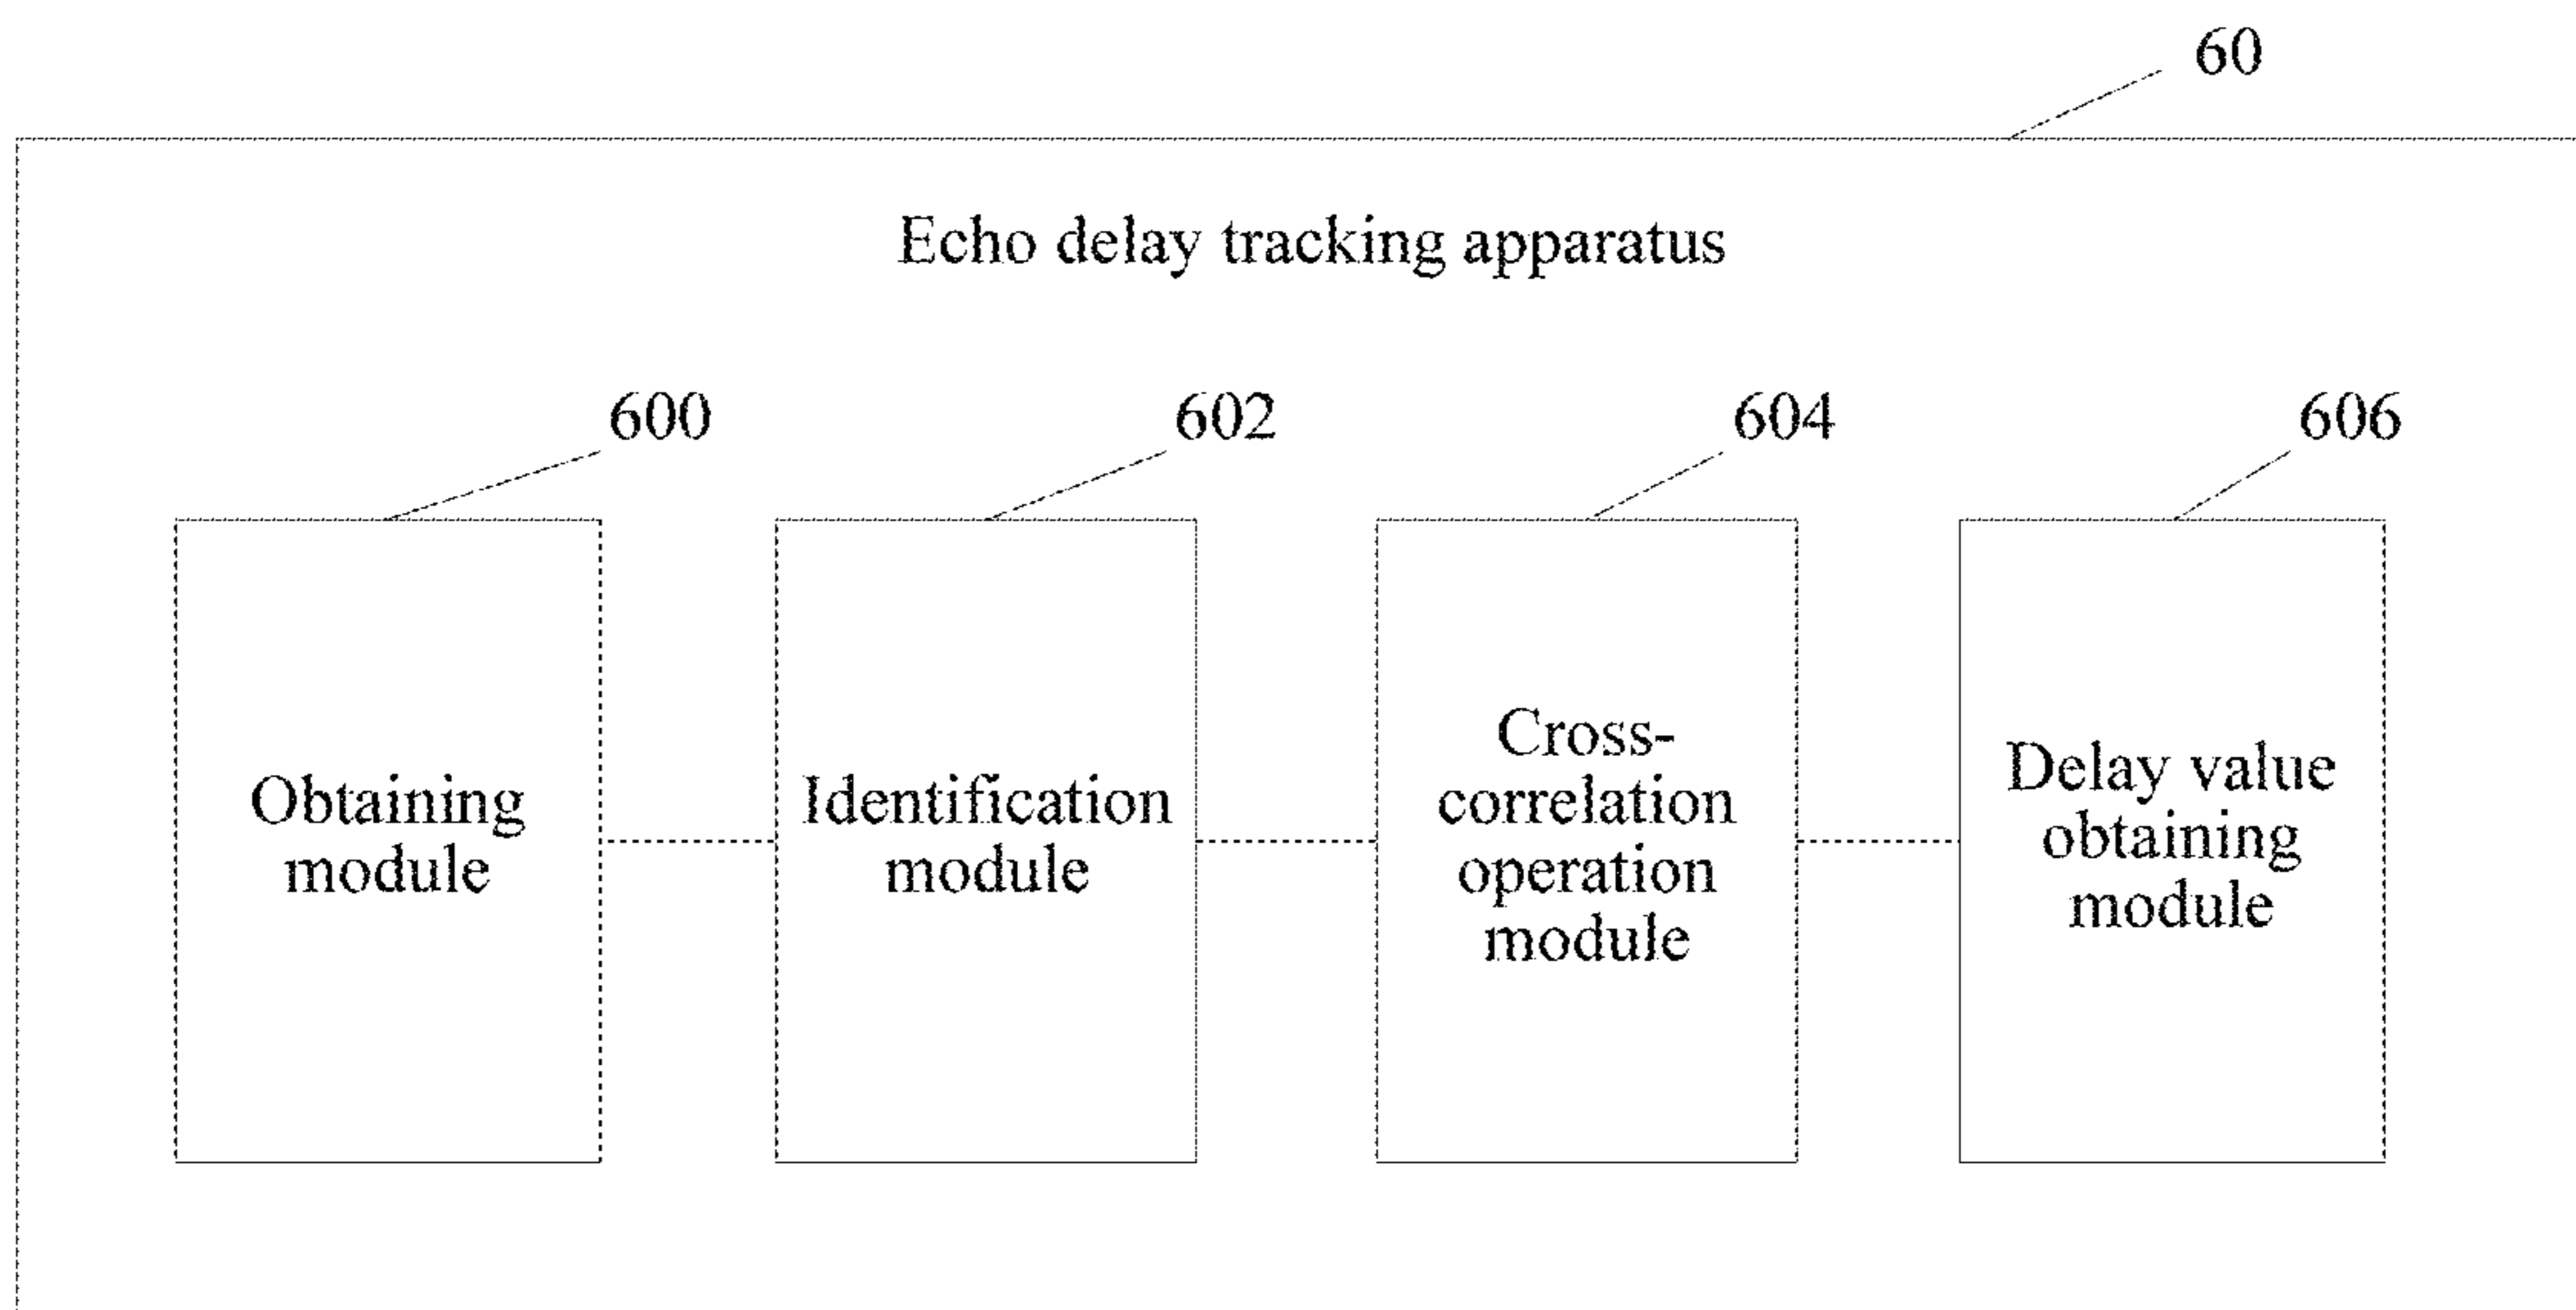 60
Echo delay tracking apparatus
600
602
604
606
Obtaining
module
Identification
module
Cross-
correlation
operation
module
Delay value
obtaining
module